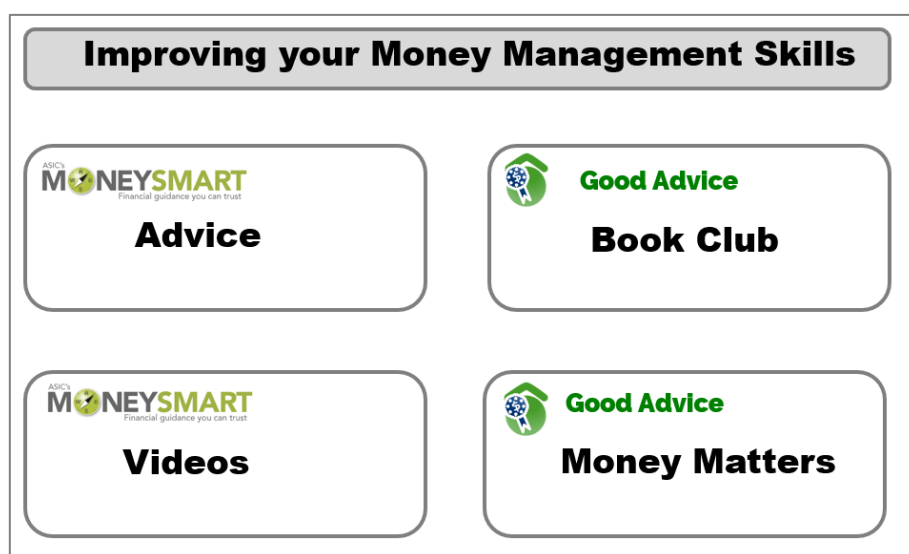 Improving your Money Management Skills
ASIC's
MONEYSMART
Financial guidance you can trust
Advice
Good Advice
Book Club
ASIC's
MONEYSMART
Financial guidance you can trust
Videos
Good Advice
Money Matters